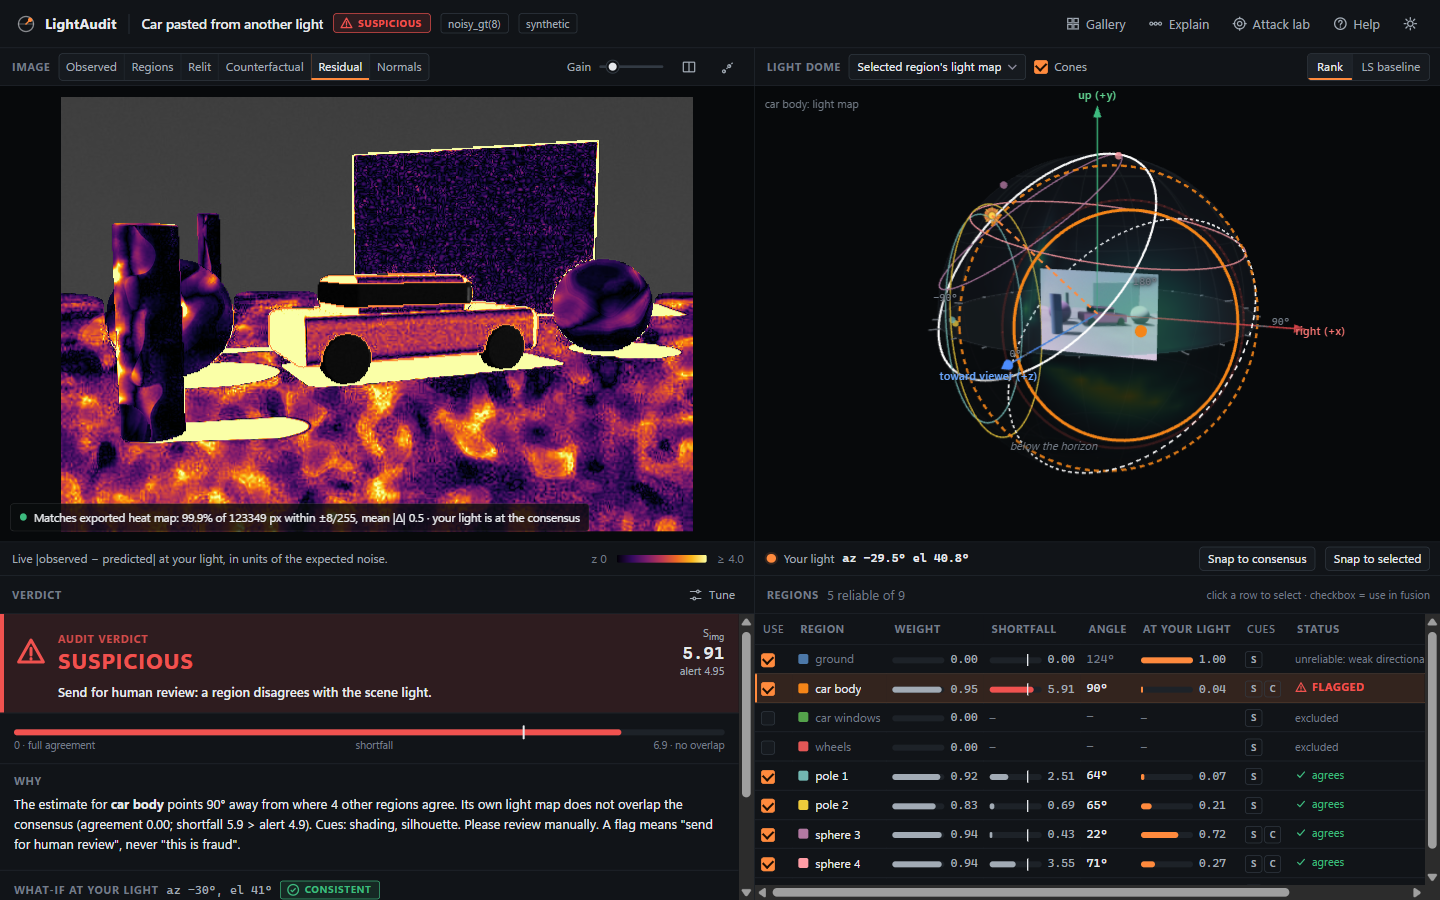 LightAudit
Car pasted from another light
SUSPICIOUS
noisy_gt(8)
synthetic
Gallery
Explain
Attack lab
Help
IMAGE
Observed
Regions
Relit
Counterfactual
Residual
Normals
Gain
LIGHT DOME
Selected region's light map
Cones
Rank
LS baseline
car body: light map
up (+y)
90°
right (+x)
toward viewer (+z)
below the horizon
Matches exported heat map: 99.9% of 123349 px within ±8/255, mean |Δ| 0.5 · your light is at the consensus
Live |observed − predicted| at your light, in units of the expected noise.
z 0
≥ 4.0
Your light az −29.5° el 40.8°
Snap to consensus
Snap to selected
VERDICT
Tune
AUDIT VERDICT
SUSPICIOUS
Send for human review: a region disagrees with the scene light.
Simg
5.91
alert 4.95
0 · full agreement
shortfall
6.9 · no overlap
WHY
The estimate for car body points 90° away from where 4 other regions agree. Its own light map does not overlap the
consensus (agreement 0.00; shortfall 5.9 > alert 4.9). Cues: shading, silhouette. Please review manually. A flag means "send
for human review", never "this is fraud".
WHAT-IF AT YOUR LIGHT az −30°, el 41° CONSISTENT
REGIONS 5 reliable of 9
click a row to select · checkbox = use in fusion
USE REGION WEIGHT SHORTFALL ANGLE AT YOUR LIGHT CUES STATUS
ground 0.00 0.00 124° 1.00 S unreliable: weak directiona
car body 0.95 5.91 90° 0.04 S C FLAGGED
car windows 0.00 – – – S excluded
wheels 0.00 – – – S excluded
pole 1 0.92 2.51 64° 0.07 S agrees
pole 2 0.83 0.69 65° 0.21 S agrees
sphere 3 0.94 0.43 22° 0.72 S C agrees
sphere 4 0.94 3.55 71° 0.27 S C agrees